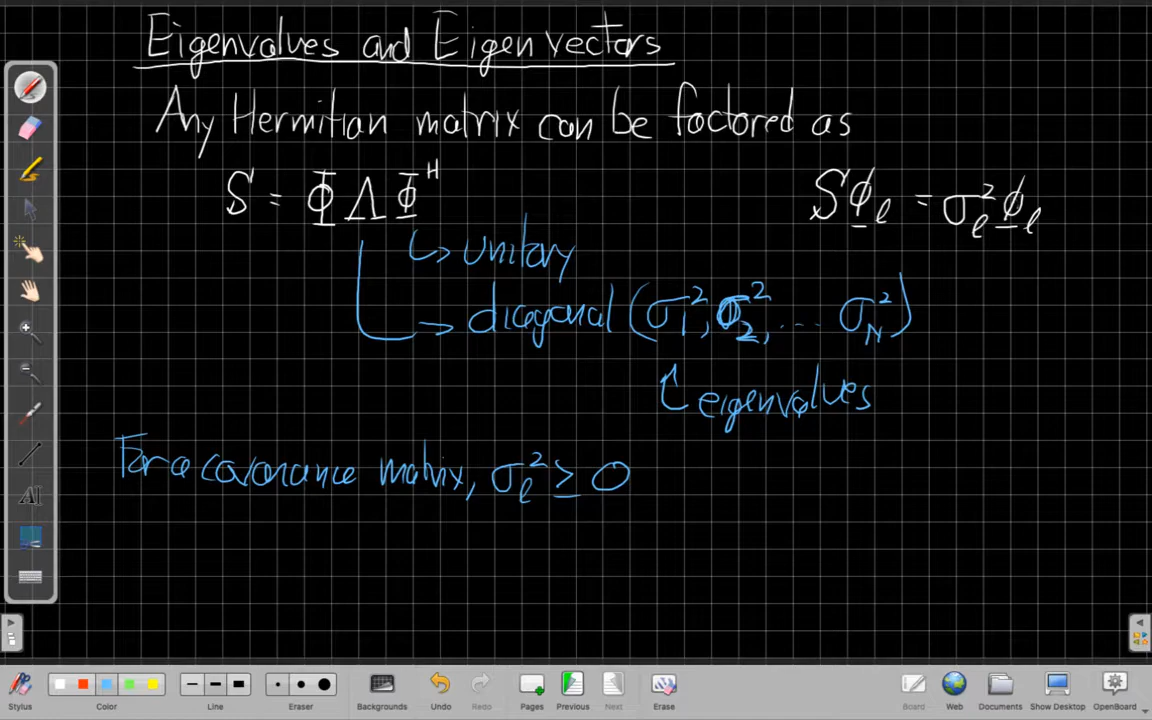 Eigenvalues and Eigenvectors
Any Hermitian matrix can be factored as
S = Φ Λ Φ^H
S ϕ_l = σ_l^2 ϕ_l
↳ unitary
→ diagonal (σ_1^2, σ_2^2, ... σ_N^2)
eigenvalues
For a covariance matrix, σ_l^2 ≥ 0
AI
Stylus Color Line Eraser Backgrounds Undo Redo Pages Previous Next Erase Board Web Documents Show Desktop OpenBoard